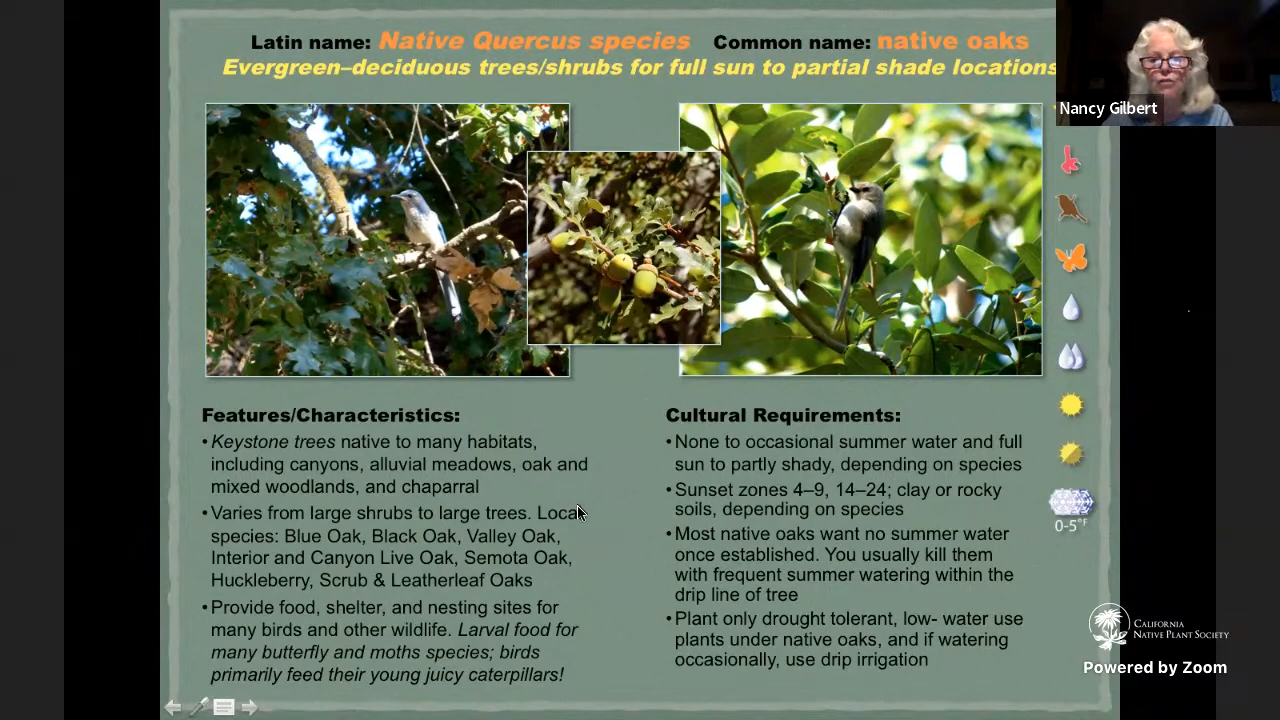 Latin name: Native Quercus species Common name: native oaks
Evergreen–deciduous trees/shrubs for full sun to partial shade locations
Nancy Gilbert
Features/Characteristics:
•Keystone trees native to many habitats,
including canyons, alluvial meadows, oak and
mixed woodlands, and chaparral
•Varies from large shrubs to large trees. Local
species: Blue Oak, Black Oak, Valley Oak,
Interior and Canyon Live Oak, Semota Oak,
Huckleberry, Scrub & Leatherleaf Oaks
•Provide food, shelter, and nesting sites for
many birds and other wildlife. Larval food for
many butterfly and moths species; birds
primarily feed their young juicy caterpillars!
Cultural Requirements:
•None to occasional summer water and full
sun to partly shady, depending on species
•Sunset zones 4–9, 14–24; clay or rocky
soils, depending on species
•Most native oaks want no summer water
once established. You usually kill them
with frequent summer watering within the
drip line of tree
•Plant only drought tolerant, low- water use
plants under native oaks, and if watering
occasionally, use drip irrigation
0-5°F
CALIFORNIA
NATIVE PLANT SOCIETY
Powered by Zoom